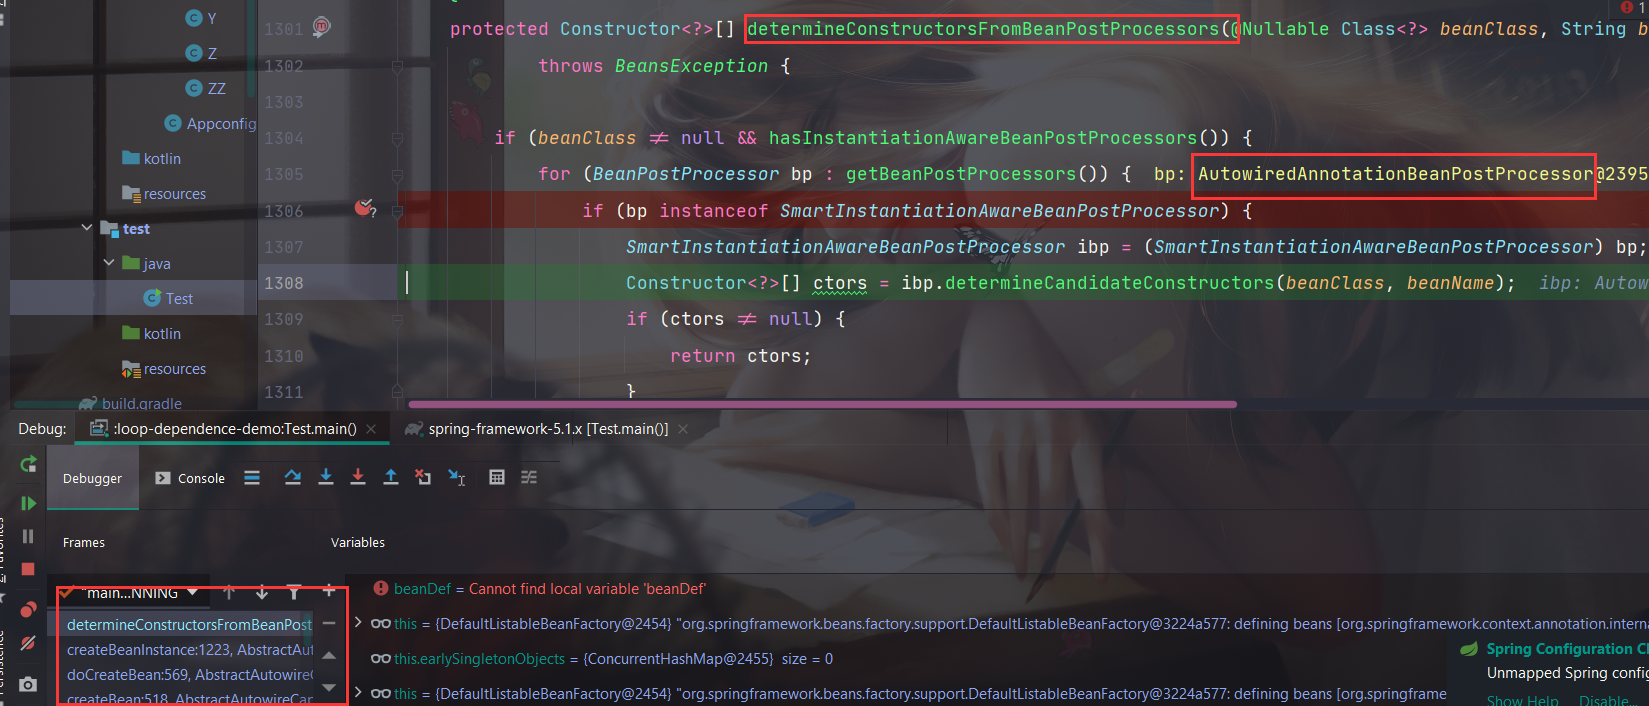 Y
Z
ZZ
Appconfig
kotlin
resources
test
java
Test
kotlin
resources
build.gradle
1301 protected Constructor<?>[] determineConstructorsFromBeanPostProcessors(@Nullable Class<?> beanClass, String b
1302 throws BeansException {
1303
1304 if (beanClass ≠ null && hasInstantiationAwareBeanPostProcessors()) {
1305 for (BeanPostProcessor bp : getBeanPostProcessors()) { bp: AutowiredAnnotationBeanPostProcessor@2395
1306 if (bp instanceof SmartInstantiationAwareBeanPostProcessor) {
1307 SmartInstantiationAwareBeanPostProcessor ibp = (SmartInstantiationAwareBeanPostProcessor) bp;
1308 Constructor<?>[] ctors = ibp.determineCandidateConstructors(beanClass, beanName); ibp: Autow
1309 if (ctors ≠ null) {
1310 return ctors;
1311 }
1
Debug: :loop-dependence-demo:Test.main() spring-framework-5.1.x [Test.main()]
Debugger Console
Frames Variables
"main...NNING
determineConstructorsFromBeanPost
createBeanInstance:1223, AbstractAut
doCreateBean:569, AbstractAutowire
createBean:518, AbstractAutowireCap
beanDef = Cannot find local variable 'beanDef'
this = {DefaultListableBeanFactory@2454} "org.springframework.beans.factory.support.DefaultListableBeanFactory@3224a577: defining beans [org.springframework.context.annotation.interna
this.earlySingletonObjects = {ConcurrentHashMap@2455} size = 0
this = {DefaultListableBeanFactory@2454} "org.springframework.beans.factory.support.DefaultListableBeanFactory@3224a577: defining beans [org.springframework
Spring Configuration C
Unmapped Spring config
Show Help Disable...